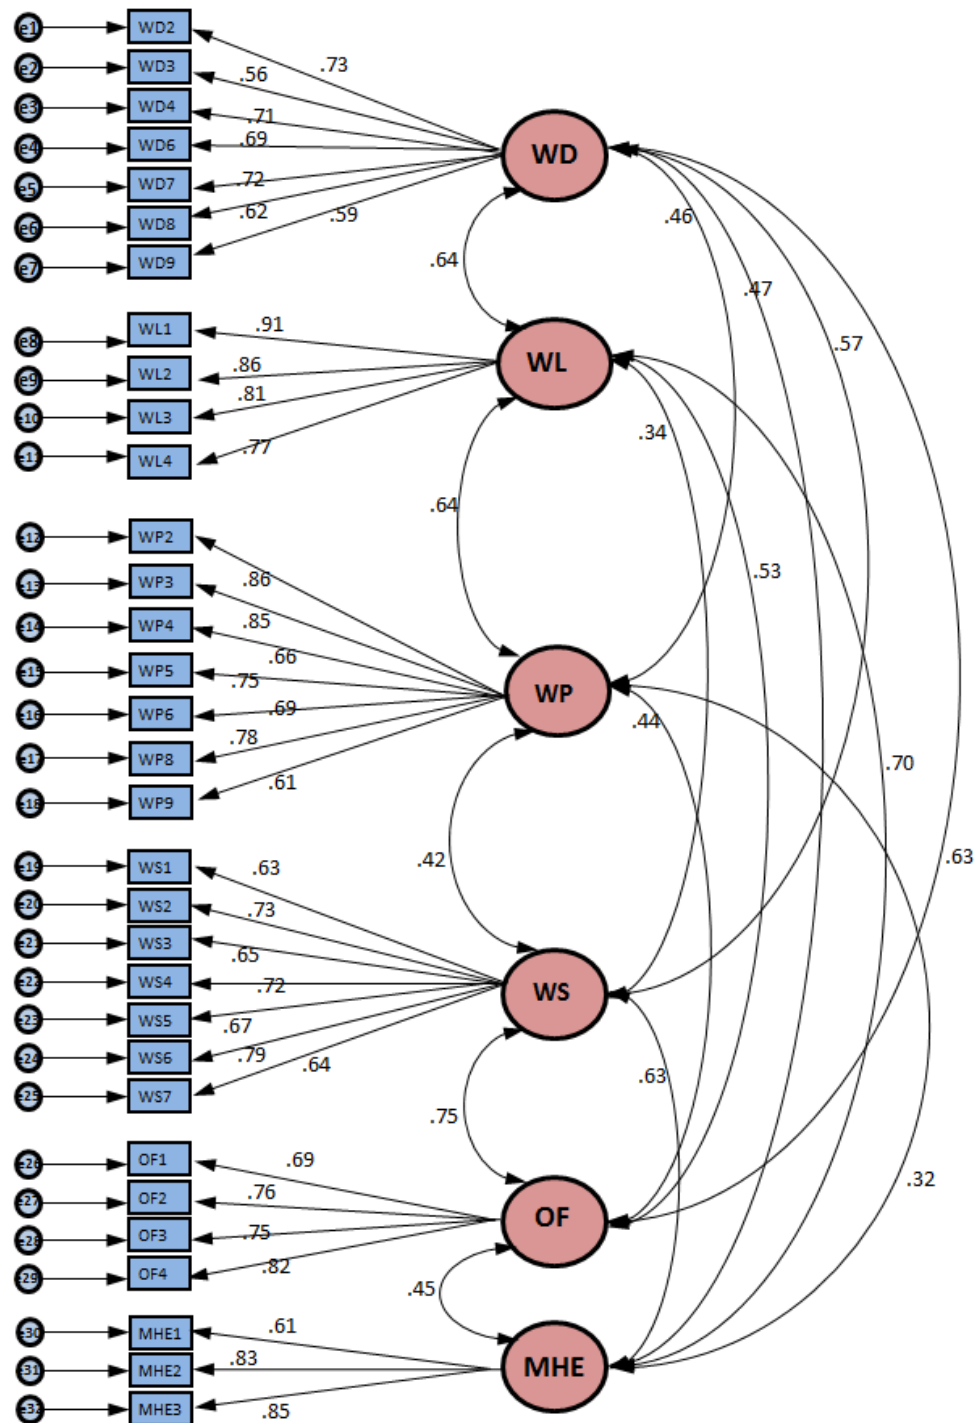 e1 WD2
.73
e2 WD3
.56
e3 WD4
.71
e4 WD6
.69
WD
e5 WD7
.72
e6 WD8
.62 .59
e7 WD9
.46
.64
.47
e8 WL1
.91
.57
e9 WL2
.86
WL
e10 WL3
.81
.34
e11 WL4
.77
.64
e12 WP2
.53
e13 WP3
.86
e14 WP4
.85
.66
e15 WP5
.75
WP
e16 WP6
.69
.44
e17 WP8
.78
.70
e18 WP9
.61
.42
.63
e19 WS1
.63
e20 WS2
.73
e21 WS3
.65
e22 WS4
.72
WS
e23 WS5
.67
e24 WS6
.79 .64
.63
e25 WS7
.75
e26 OF1
.69
.32
e27 OF2
.76
OF
e28 OF3
.75
e29 OF4
.82
.45
e30 MHE1
.61
e31 MHE2
.83
MHE
e32 MHE3
.85